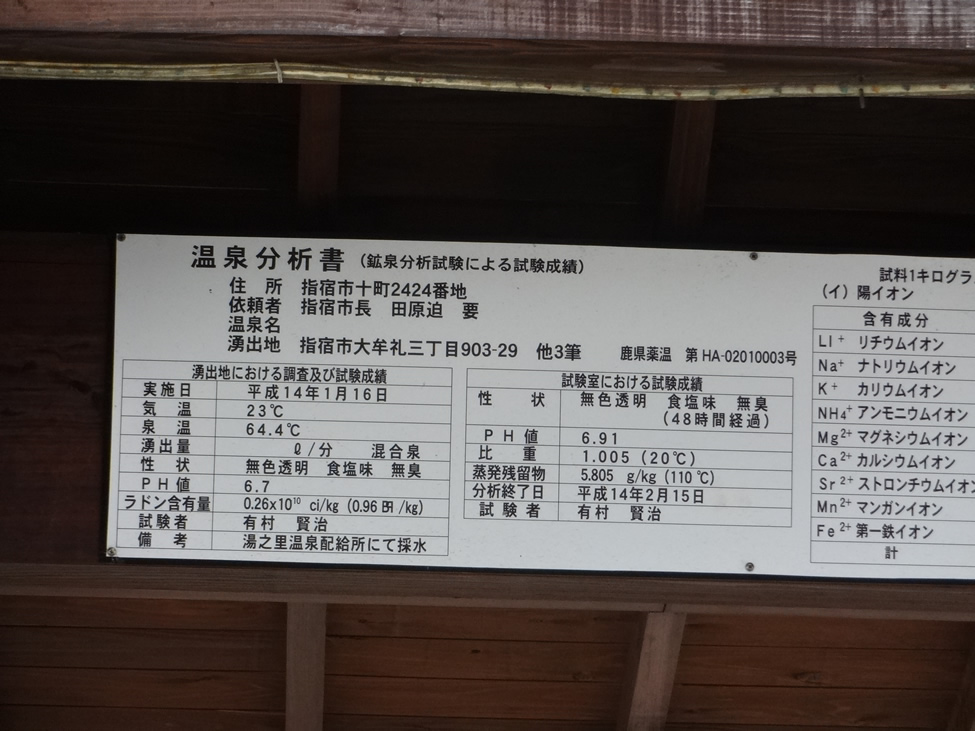 温泉分析書 (鉱泉分析試験による試験成績)
住所 指宿市十町2424番地
依頼者 指宿市長 田原迫 要
温泉名
湧出地 指宿市大牟礼三丁目903-29 他3筆 鹿県薬温 第HA-02010003号
湧出地における調査及び試験成績
実施日 平成14年1月16日
気温 23℃
泉温 64.4℃
湧出量 ℓ/分 混合泉
性状 無色透明 食塩味 無臭
PH値 6.7
ラドン含有量 0.26x10¹⁰ ci/kg (0.96 /kg)
試験者 有村 賢治
備考 湯之里温泉配給所にて採水
試験室における試験成績
性状 無色透明 食塩味 無臭
(48時間経過)
PH値 6.91
比重 1.005 (20℃)
蒸発残留物 5.805 g/kg (110℃)
分析終了日 平成14年2月15日
試験者 有村 賢治
試料1キログラ
(イ) 陽イオン
含有成分
LI⁺ リチウムイオン
Na⁺ ナトリウムイオン
K⁺ カリウムイオン
NH4⁺ アンモニウムイオン
Mg²⁺ マグネシウムイオン
Ca²⁺ カルシウムイオン
Sr²⁺ ストロンチウムイオン
Mn²⁺ マンガンイオン
Fe²⁺ 第一鉄イオン
計